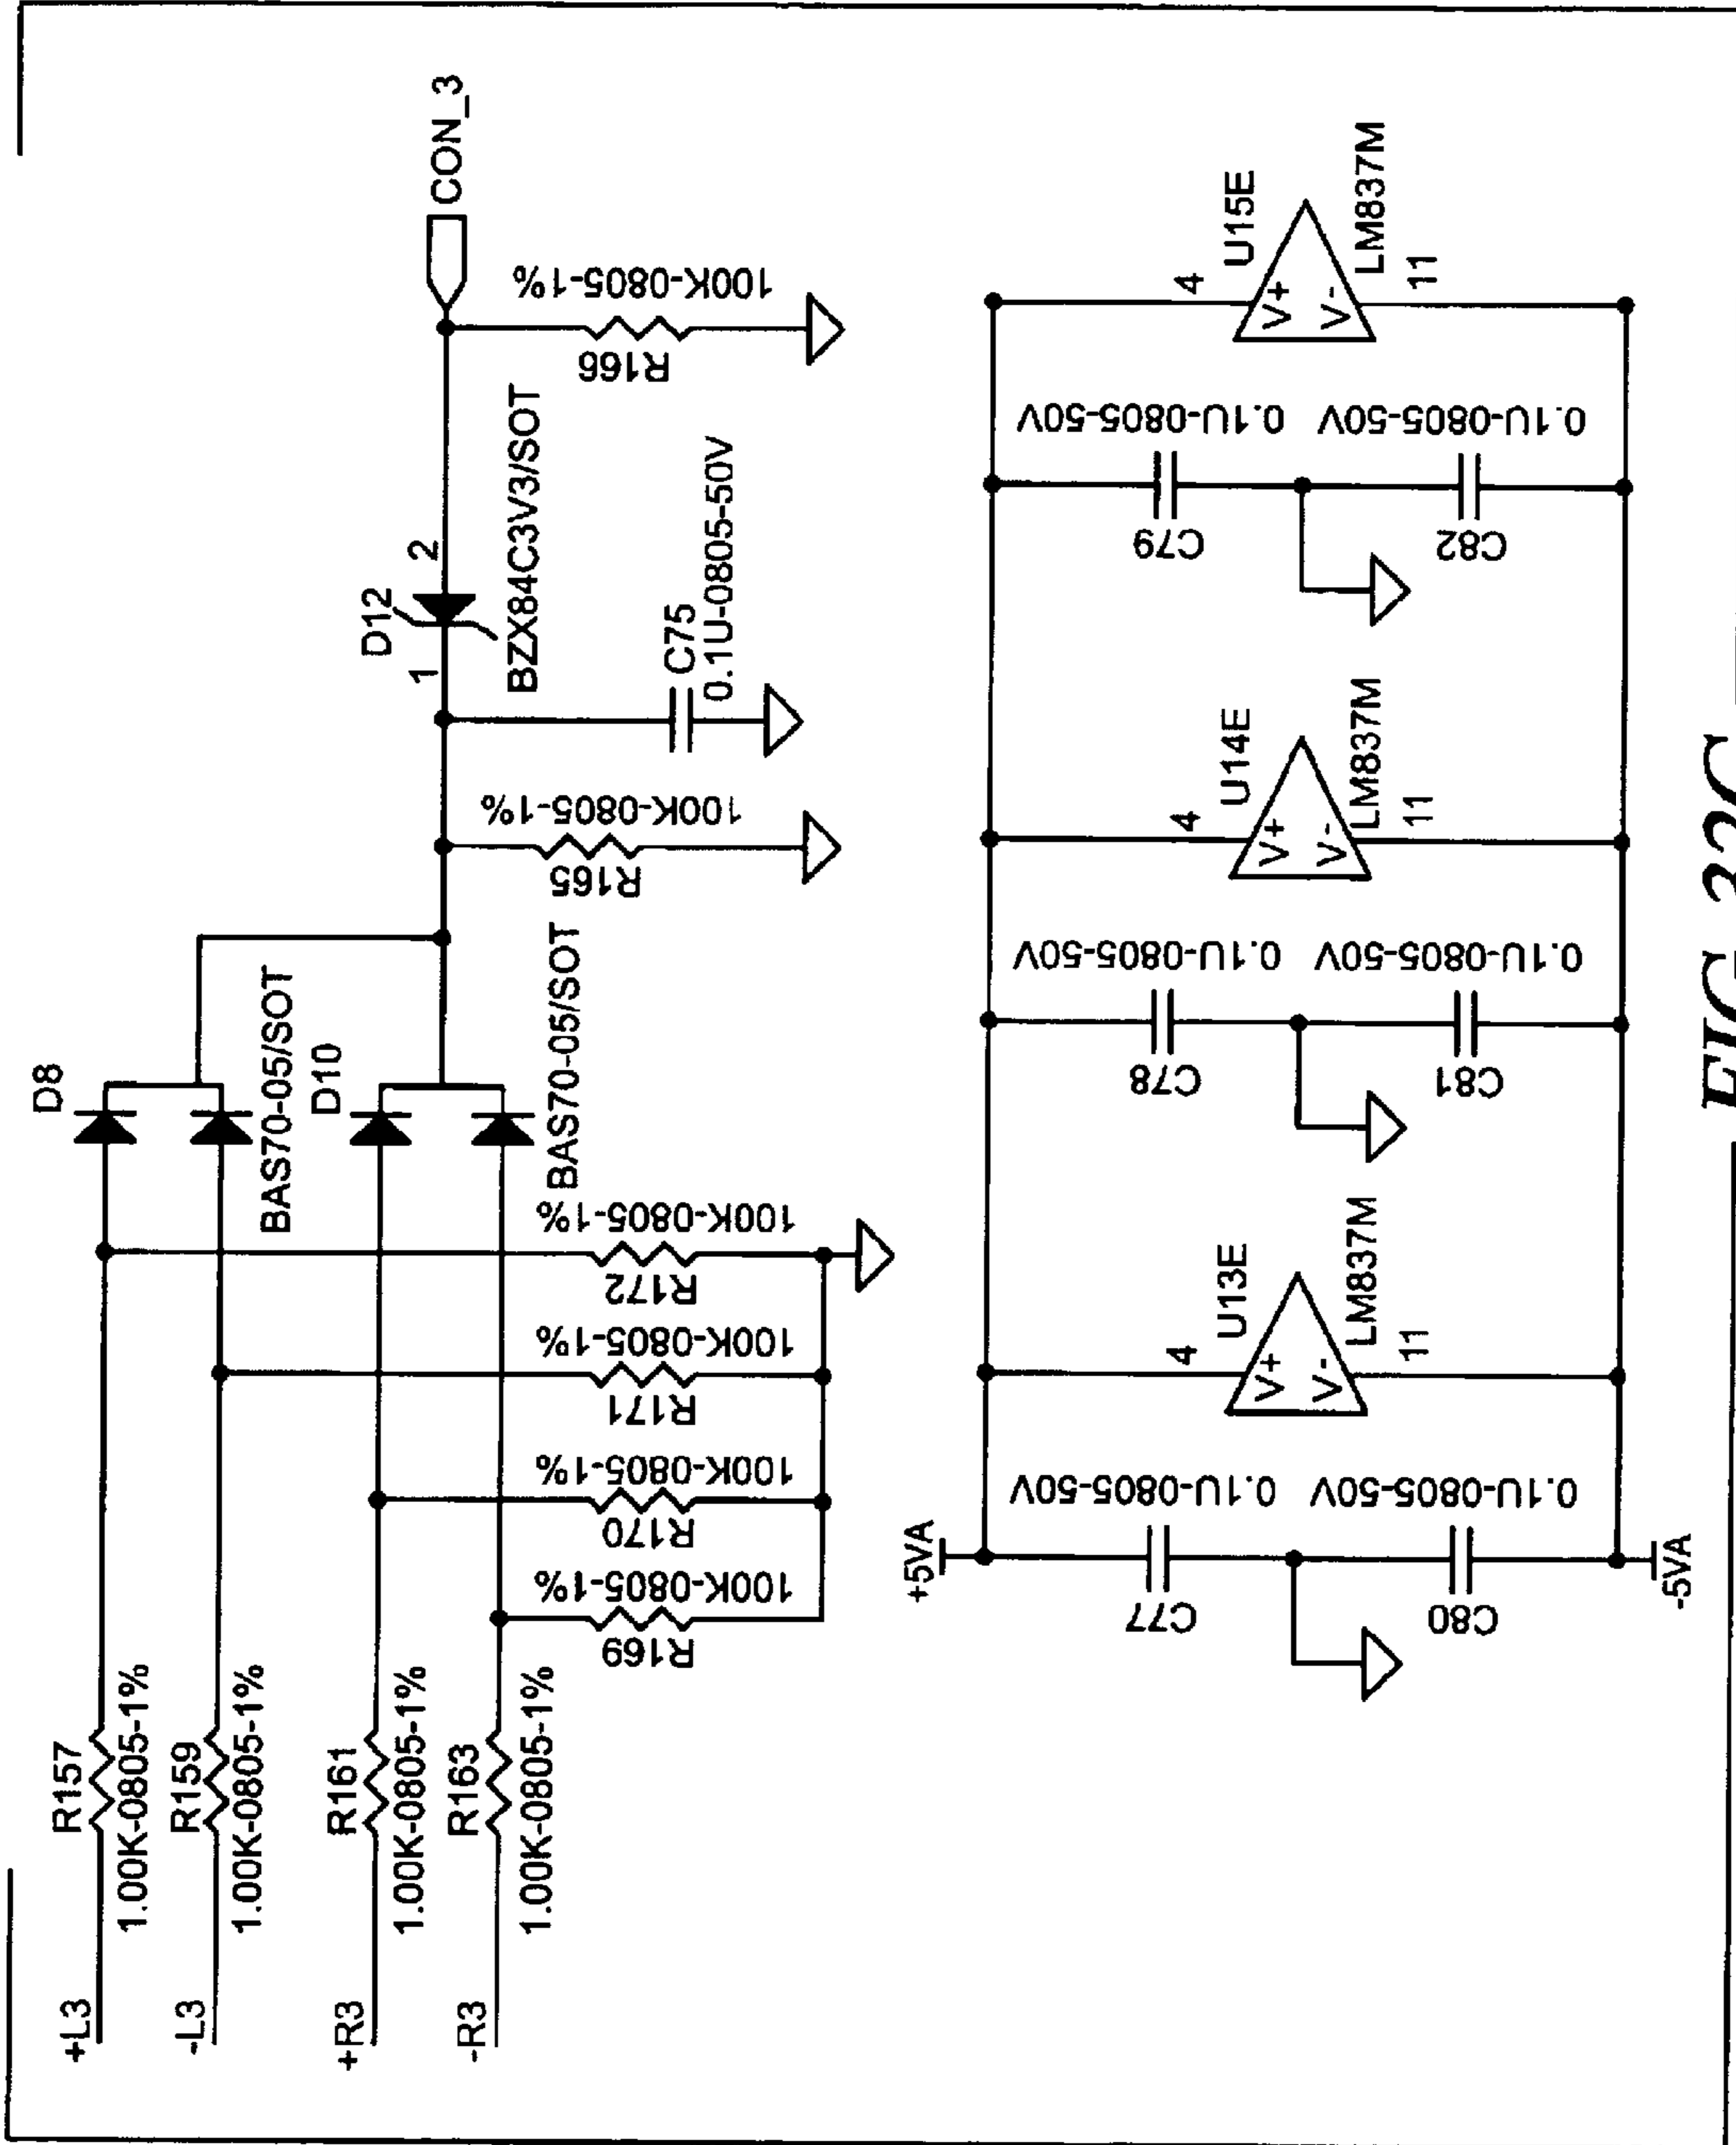 +L3
R157
1.00K-0805-1%
-L3
R159
1.00K-0805-1%
+R3
R161
1.00K-0805-1%
-R3
R163
1.00K-0805-1%
R169
100K-0805-1%
R170
100K-0805-1%
R171
100K-0805-1%
R172
100K-0805-1%
D8
BAS70-05/SOT
D10
BAS70-05/SOT
R165
100K-0805-1%
C75
0.1U-0805-50V
D12
1
2
BZX84C3V3/SOT
R166
100K-0805-1%
CON_3
+5VA
C77
0.1U-0805-50V
C80
0.1U-0805-50V
-5VA
4
U13E
V+
V-
LM837M
11
C78
0.1U-0805-50V
C81
0.1U-0805-50V
4
U14E
V+
V-
LM837M
11
C79
0.1U-0805-50V
C82
0.1U-0805-50V
4
U15E
V+
V-
LM837M
11
FIG. 32C